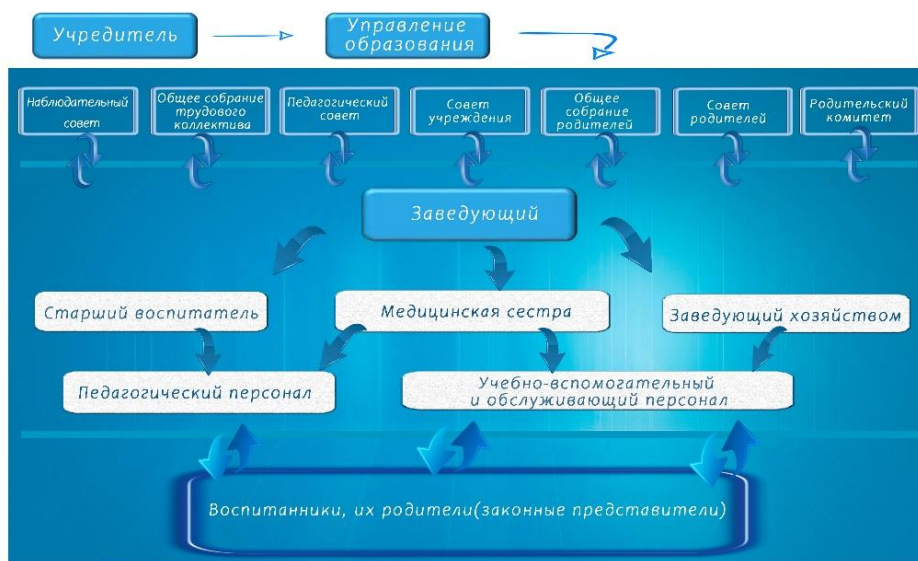 Учредитель
Управление
образования
Наблюдательный
совет
Общее собрание
трудового
коллектива
Педагогический
совет
Совет
учреждения
Общее
собрание
родителей
Совет
родителей
Родительский
комитет
Заведующий
Старший воспитатель
Медицинская сестра
Заведующий хозяйством
Педагогический персонал
Учебно-вспомогательный
и обслуживающий персонал
Воспитанники, их родители(законные представители)